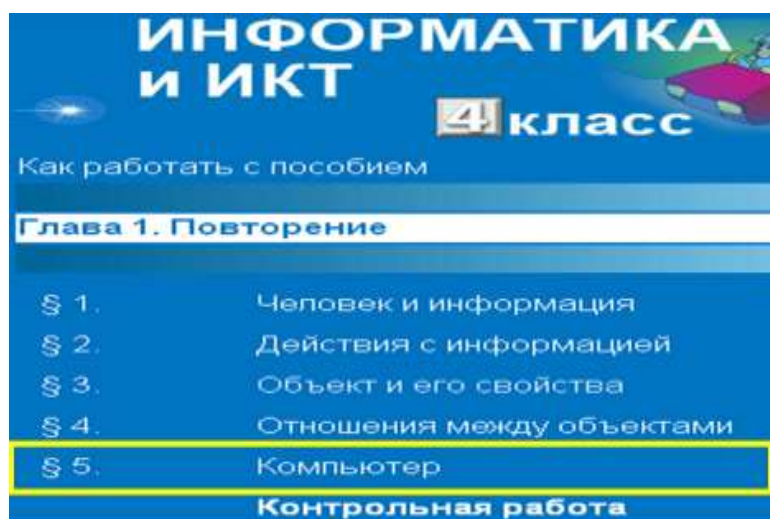 ИНФОРМАТИКА
и ИКТ
4 класс
Как работать с пособием
Глава 1. Повторение
§ 1. Человек и информация
§ 2. Действия с информацией
§ 3. Объект и его свойства
§ 4. Отношения между объектами
§ 5. Компьютер
Контрольная работа